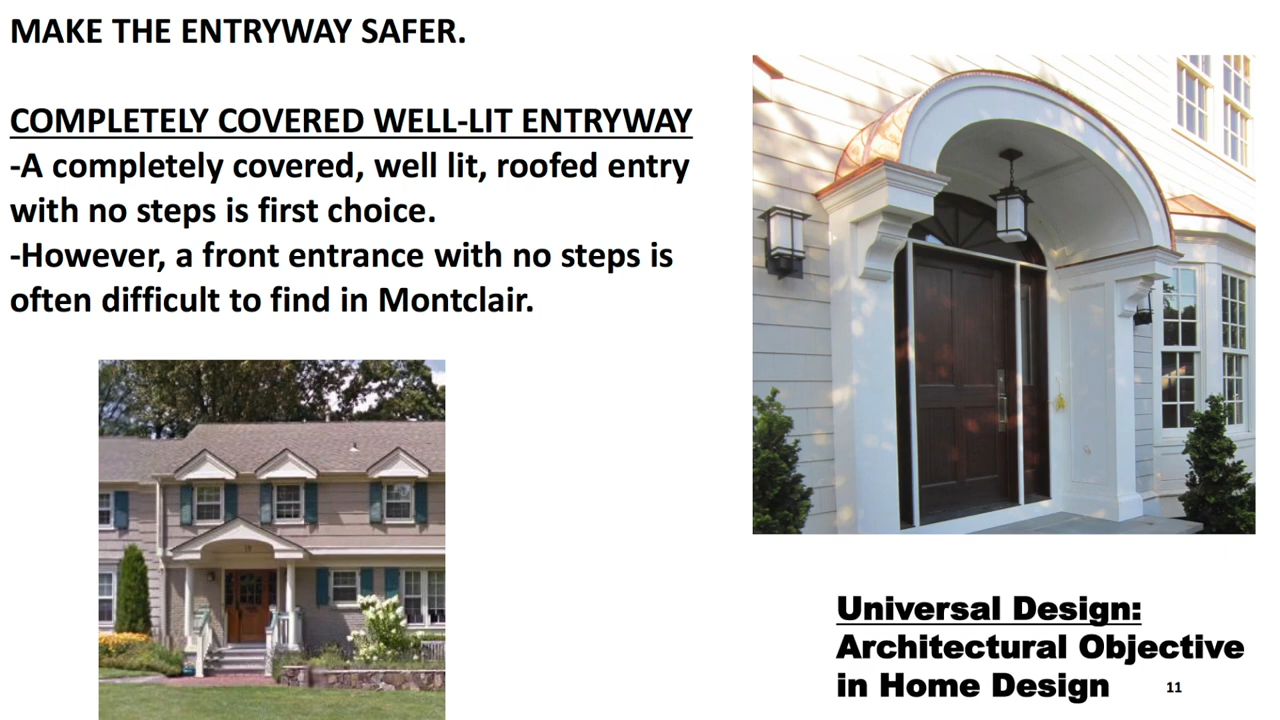 MAKE THE ENTRYWAY SAFER.
COMPLETELY COVERED WELL-LIT ENTRYWAY
-A completely covered, well lit, roofed entry
with no steps is first choice.
-However, a front entrance with no steps is
often difficult to find in Montclair.
Universal Design:
Architectural Objective
in Home Design
11